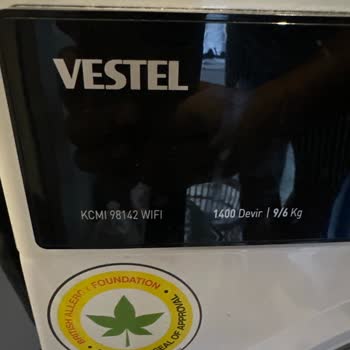 VESTEL
KCMI 98142 WIFI
1400 Devir | 9/6 Kg
BRITISH ALLERGY FOUNDATION
SEAL OF APPROVAL